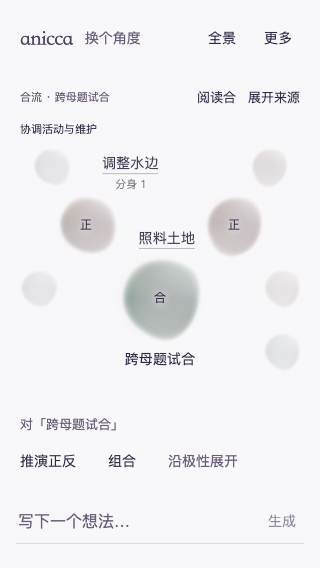 anicca 换个角度 全景 更多
合流 · 跨母题试合 阅读合 展开来源
协调活动与维护
调整水边
分身 1
正 正
照料土地
合
跨母题试合
对「跨母题试合」
推演正反 组合 沿极性展开
写下一个想法… 生成